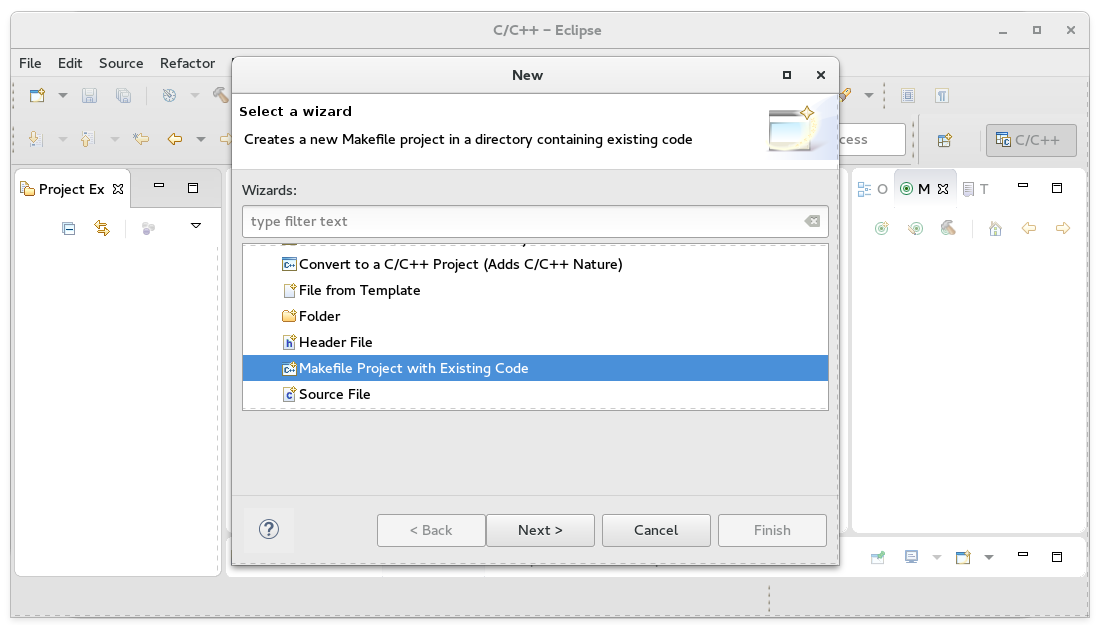 C/C++ – Eclipse
File Edit Source Refactor
New
Select a wizard
Creates a new Makefile project in a directory containing existing code
cess
C/C++
Project Ex
O M T
Wizards:
type filter text
Convert to a C/C++ Project (Adds C/C++ Nature)
File from Template
Folder
Header File
Makefile Project with Existing Code
Source File
< Back Next > Cancel Finish